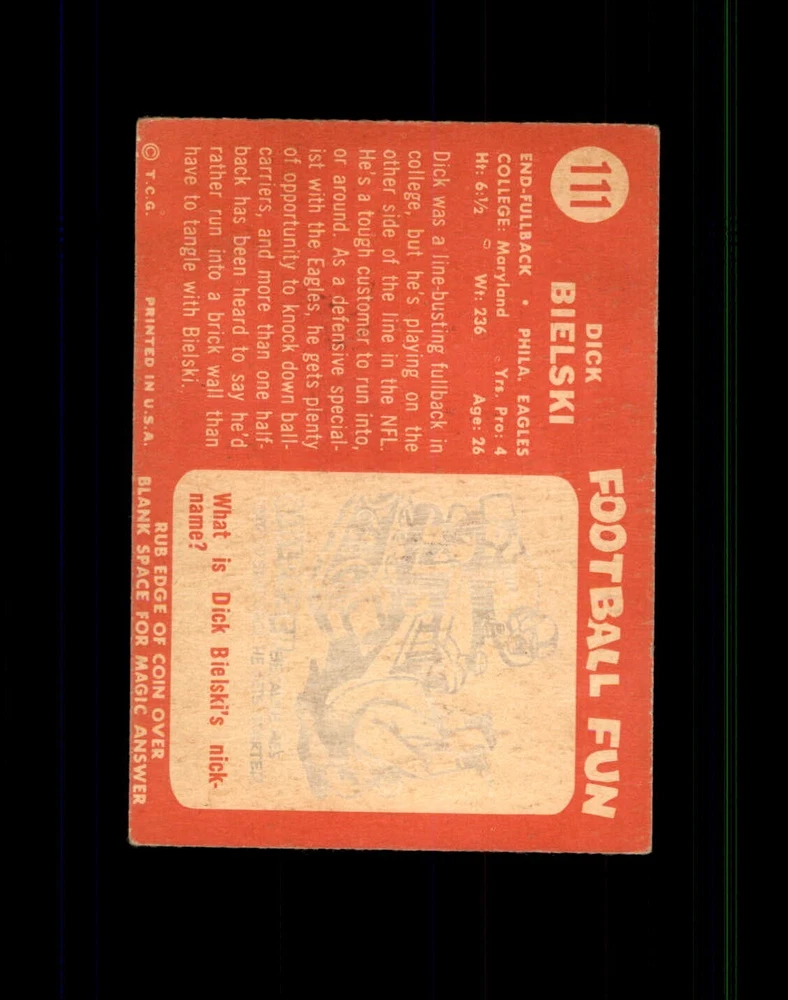 111
DICK
BIELSKI
END-FULLBACK • PHILA. EAGLES
COLLEGE: Maryland Yrs. Pro: 4
Ht: 6:½ Wt: 236 Age: 26
Dick was a line-busting fullback in
college, but he's playing on the
other side of the line in the NFL.
He's a tough customer to run into,
or around. As a defensive special-
ist with the Eagles, he gets plenty
of opportunity to knock down ball-
carriers, and more than one half-
back has been heard to say he'd
rather run into a brick wall than
have to tangle with Bielski.
© T.C.G. PRINTED IN U.S.A.
FOOTBALL FUN
What is Dick Bielski's nick-
name?
RUB EDGE OF COIN OVER
BLANK SPACE FOR MAGIC ANSWER